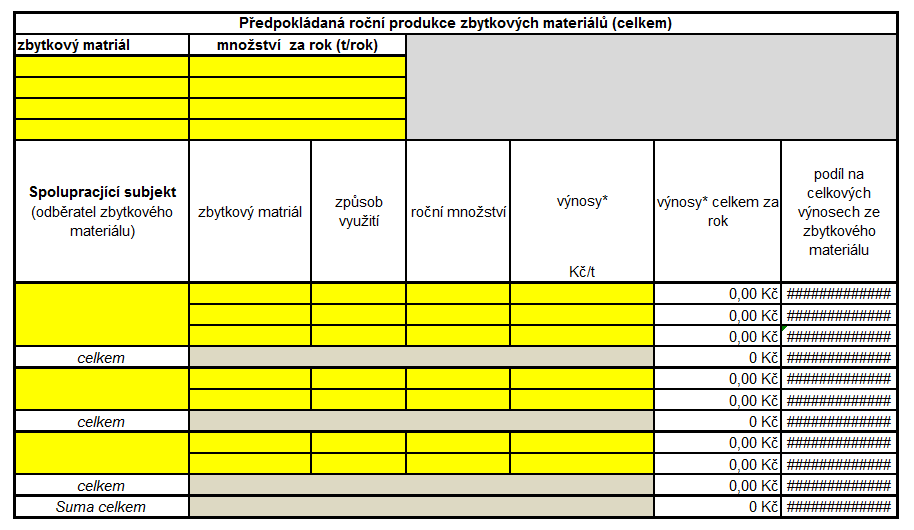 Předpokládaná roční produkce zbytkových materiálů (celkem)
zbytkový matriál množství za rok (t/rok)
Spolupracjící subjekt
(odběratel zbytkového
materiálu)
zbytkový matriál
způsob
využití
roční množství
výnosy*
Kč/t
výnosy* celkem za
rok
podíl na
celkových
výnosech ze
zbytkového
materiálu
0,00 Kč #############
0,00 Kč #############
0,00 Kč #############
celkem 0 Kč #############
0,00 Kč #############
0,00 Kč #############
celkem 0 Kč #############
0,00 Kč #############
0,00 Kč #############
celkem 0,00 Kč #############
Suma celkem 0 Kč #############